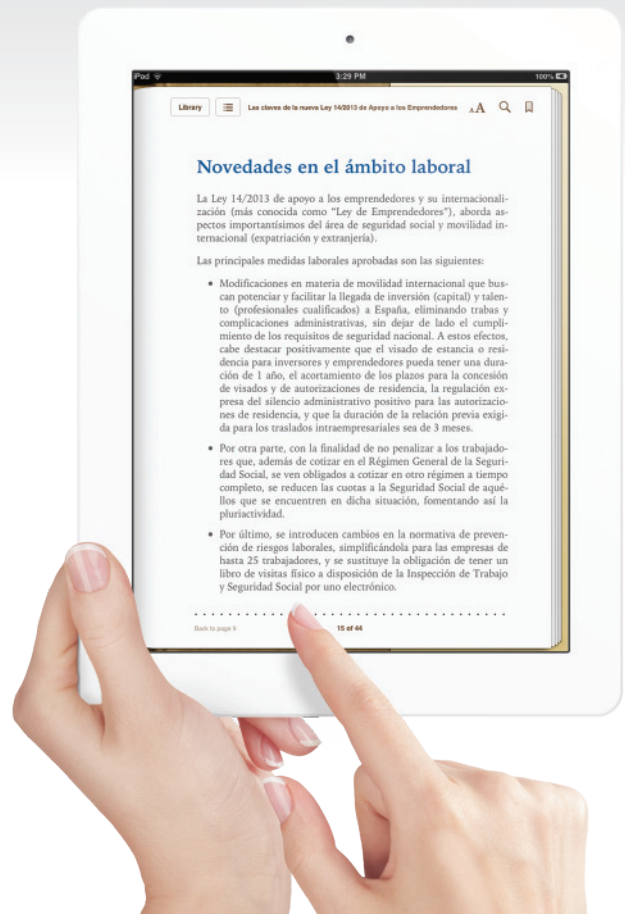 iPad 3:29 PM 100%
Library Las claves de la nueva Ley 14/2013 de Apoyo a los Emprendedores AA
Novedades en el ámbito laboral
La Ley 14/2013 de apoyo a los emprendedores y su internacionali-
zación (más conocida como “Ley de Emprendedores”), aborda as-
pectos importantísimos del área de seguridad social y movilidad in-
ternacional (expatriación y extranjería).
Las principales medidas laborales aprobadas son las siguientes:
• Modificaciones en materia de movilidad internacional que bus-
can potenciar y facilitar la llegada de inversión (capital) y talen-
to (profesionales cualificados) a España, eliminando trabas y
complicaciones administrativas, sin dejar de lado el cumpli-
miento de los requisitos de seguridad nacional. A estos efectos,
cabe destacar positivamente que el visado de estancia o resi-
dencia para inversores y emprendedores pueda tener una dura-
ción de 1 año, el acortamiento de los plazos para la concesión
de visados y de autorizaciones de residencia, la regulación ex-
presa del silencio administrativo positivo para las autorizacio-
nes de residencia, y que la duración de la relación previa exigi-
da para los traslados intraempresariales sea de 3 meses.
• Por otra parte, con la finalidad de no penalizar a los trabajado-
res que, además de cotizar en el Régimen General de la Seguri-
dad Social, se ven obligados a cotizar en otro régimen a tiempo
completo, se reducen las cuotas a la Seguridad Social de aqué-
llos que se encuentren en dicha situación, fomentando así la
pluriactividad.
• Por último, se introducen cambios en la normativa de preven-
ción de riesgos laborales, simplificándola para las empresas de
hasta 25 trabajadores, y se sustituye la obligación de tener un
libro de visitas físico a disposición de la Inspección de Trabajo
y Seguridad Social por uno electrónico.
Back to page 9 15 of 44